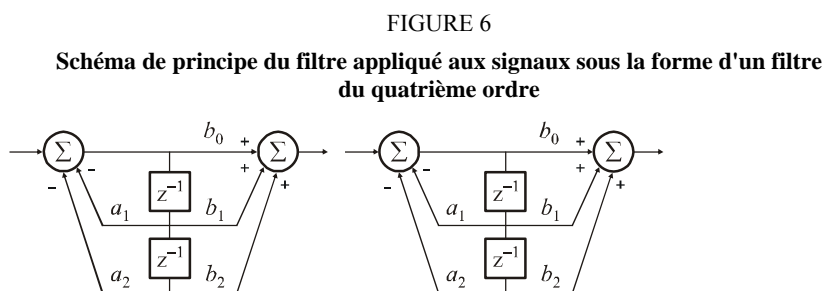 FIGURE 6
Schéma de principe du filtre appliqué aux signaux sous la forme d'un filtre
du quatrième ordre
Σ b0 + Σ Σ b0 + Σ
- + - +
- z⁻¹ + - z⁻¹ +
a1 b1 a1 b1
z⁻¹ z⁻¹
a2 b2 a2 b2